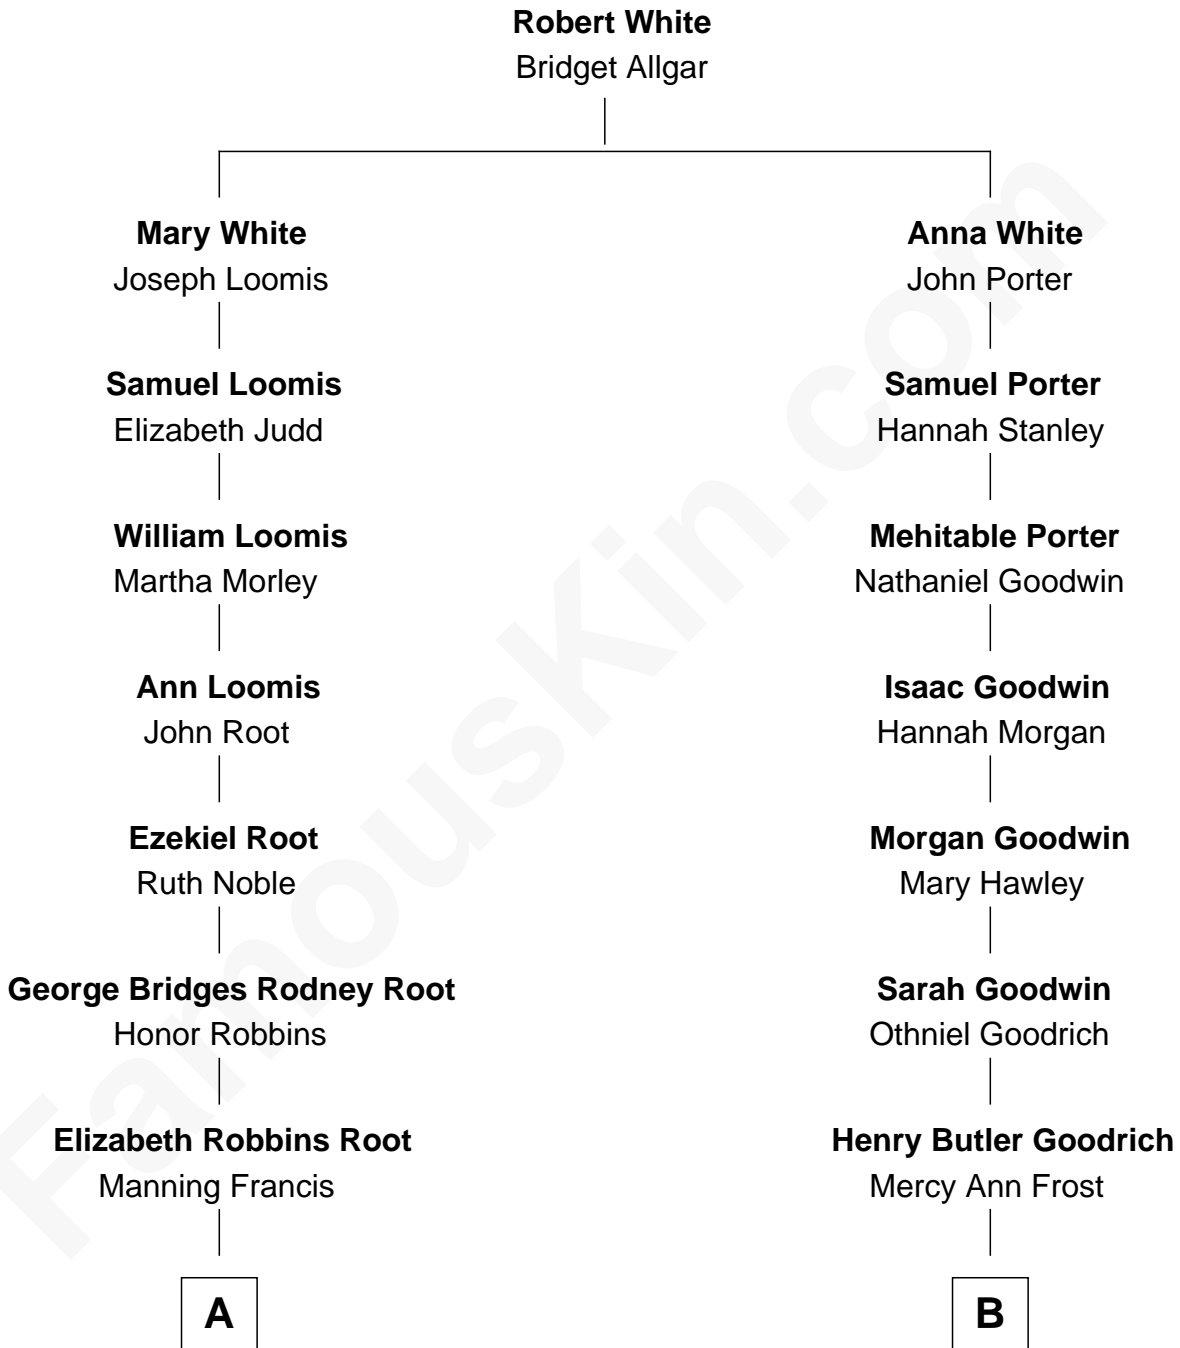 Robert White
Bridget Allgar
Mary White
Joseph Loomis
Anna White
John Porter
Samuel Loomis
Elizabeth Judd
Samuel Porter
Hannah Stanley
William Loomis
Martha Morley
Mehitable Porter
Nathaniel Goodwin
Ann Loomis
John Root
Isaac Goodwin
Hannah Morgan
Ezekiel Root
Ruth Noble
Morgan Goodwin
Mary Hawley
George Bridges Rodney Root
Honor Robbins
Sarah Goodwin
Othniel Goodrich
Elizabeth Robbins Root
Manning Francis
Henry Butler Goodrich
Mercy Ann Frost
A
B
FamousKin.com